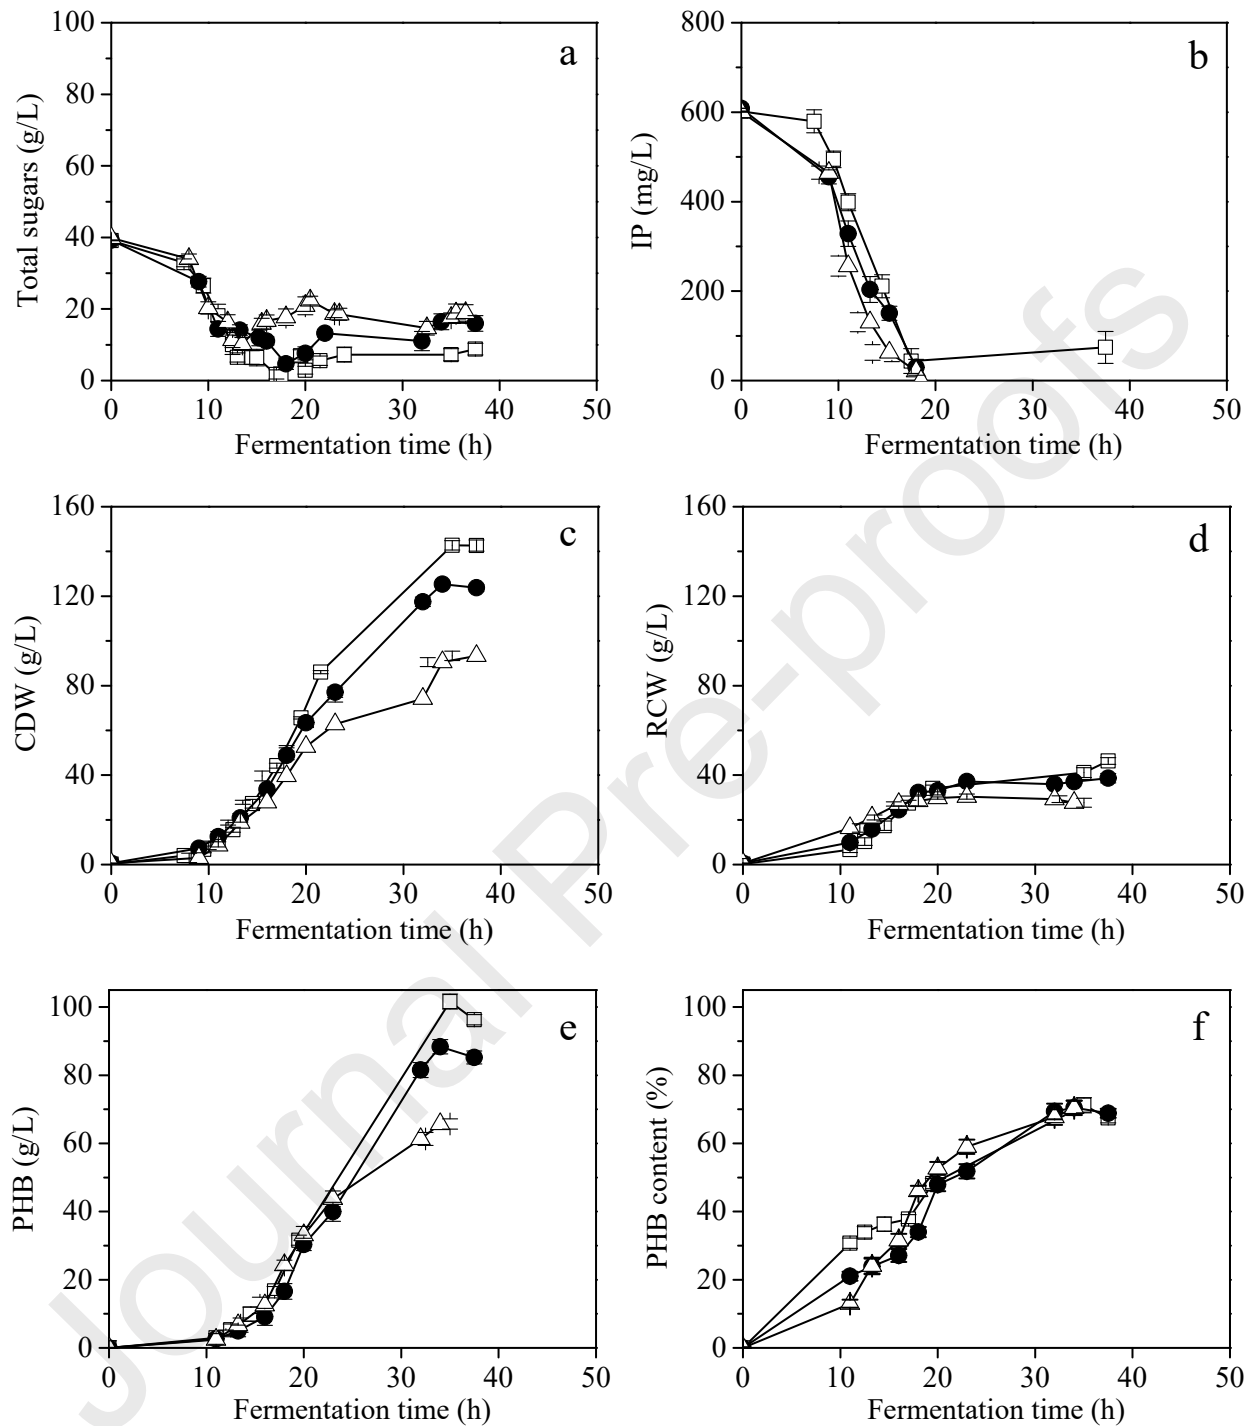 100
80
60
40
20
0
Total sugars (g/L)
a
0 10 20 30 40 50
Fermentation time (h)
800
600
400
200
0
IP (mg/L)
b
0 10 20 30 40 50
Fermentation time (h)
160
120
80
40
0
CDW (g/L)
c
0 10 20 30 40 50
Fermentation time (h)
160
120
80
40
0
RCW (g/L)
d
0 10 20 30 40 50
Fermentation time (h)
100
80
60
40
20
0
PHB (g/L)
e
0 10 20 30 40 50
Fermentation time (h)
100
80
60
40
20
0
PHB content (%)
f
0 10 20 30 40 50
Fermentation time (h)
Journal Pre-proofs